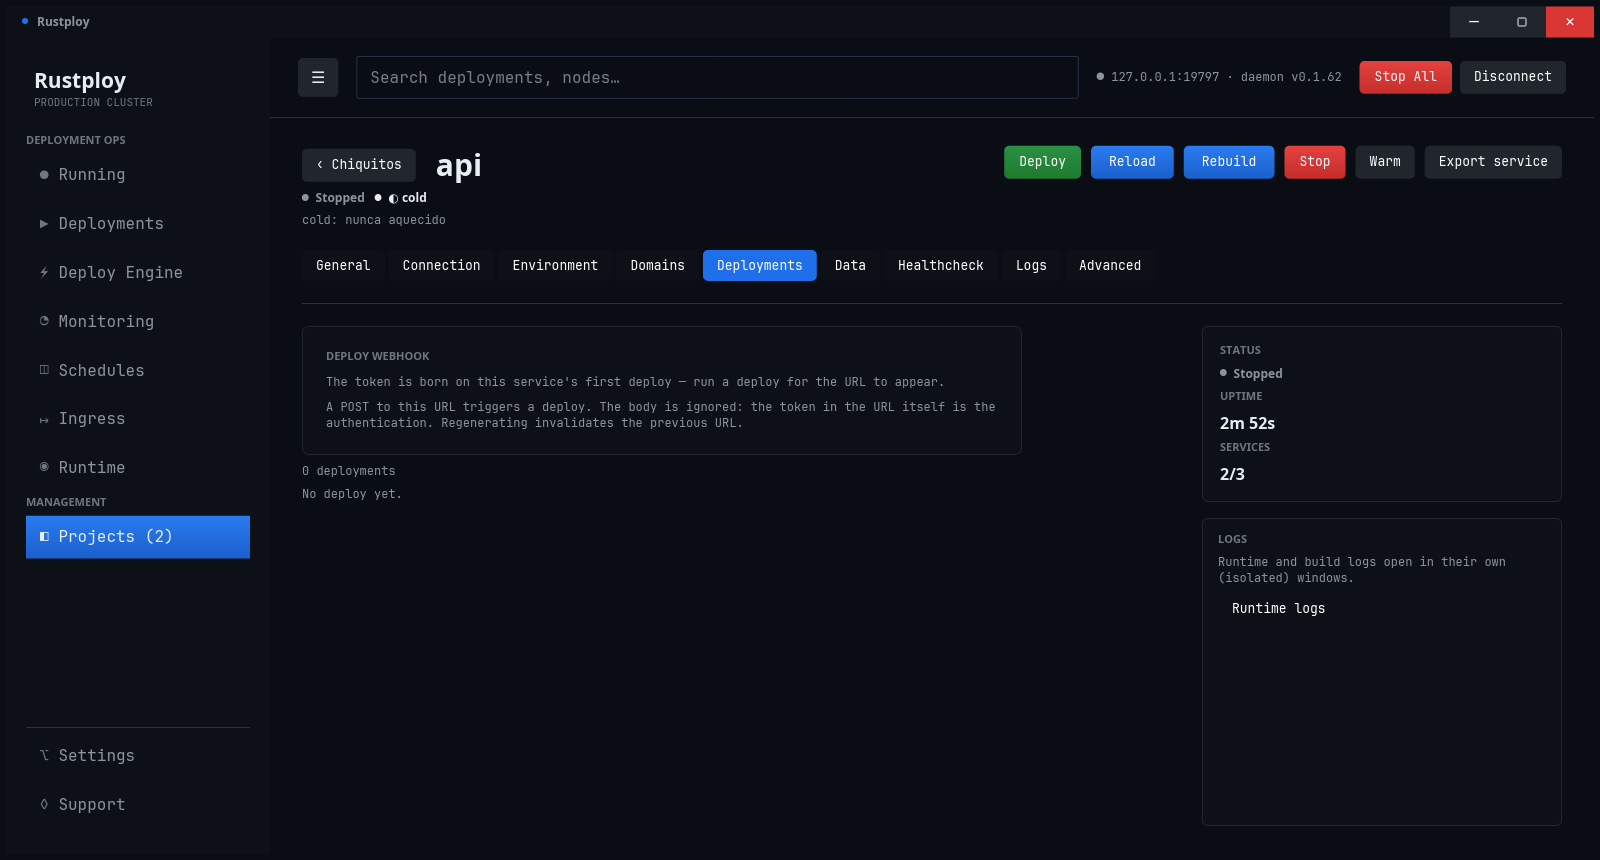 Rustploy
Rustploy
PRODUCTION CLUSTER
DEPLOYMENT OPS
Running
Deployments
Deploy Engine
Monitoring
Schedules
Ingress
Runtime
MANAGEMENT
Projects (2)
Settings
Support
Search deployments, nodes…
127.0.0.1:19797 · daemon v0.1.62
Stop All
Disconnect
‹ Chiquitos
api
Deploy
Reload
Rebuild
Stop
Warm
Export service
Stopped
cold
cold: nunca aquecido
General
Connection
Environment
Domains
Deployments
Data
Healthcheck
Logs
Advanced
DEPLOY WEBHOOK
The token is born on this service's first deploy — run a deploy for the URL to appear.
A POST to this URL triggers a deploy. The body is ignored: the token in the URL itself is the
authentication. Regenerating invalidates the previous URL.
0 deployments
No deploy yet.
STATUS
Stopped
UPTIME
2m 52s
SERVICES
2/3
LOGS
Runtime and build logs open in their own
(isolated) windows.
Runtime logs